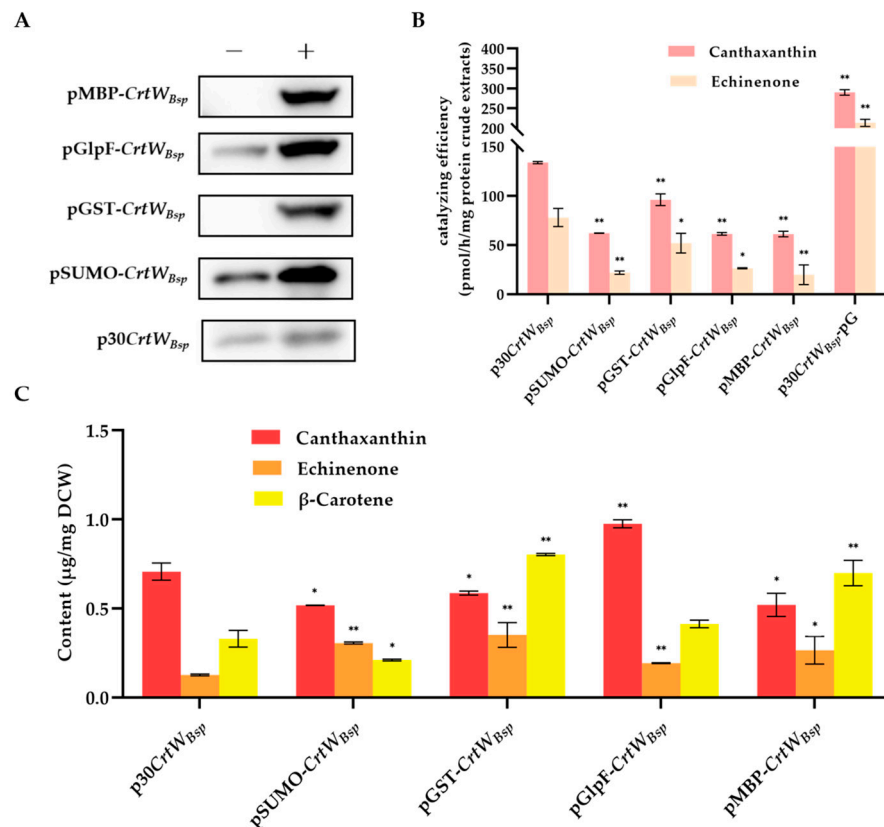 A
− +
pMBP-CrtWBsp
pGlpF-CrtWBsp
pGST-CrtWBsp
pSUMO-CrtWBsp
p30CrtWBsp
B
catalyzing efficiency
(pmol/h/mg protein crude extracts)
400
350
300
250
200
150
100
50
0
Canthaxanthin
Echinenone
** **
** **
** *
** *
** **
p30CrtWBsp
pSUMO-CrtWBsp
pGST-CrtWBsp
pGlpF-CrtWBsp
pMBP-CrtWBsp
p30CrtWBsp-pG
C
Content (μg/mg DCW)
1.5
1.0
0.5
0.0
Canthaxanthin
Echinenone
β-Carotene
* ** *
* ** **
** **
* * **
p30CrtWBsp
pSUMO-CrtWBsp
pGST-CrtWBsp
pGlpF-CrtWBsp
pMBP-CrtWBsp